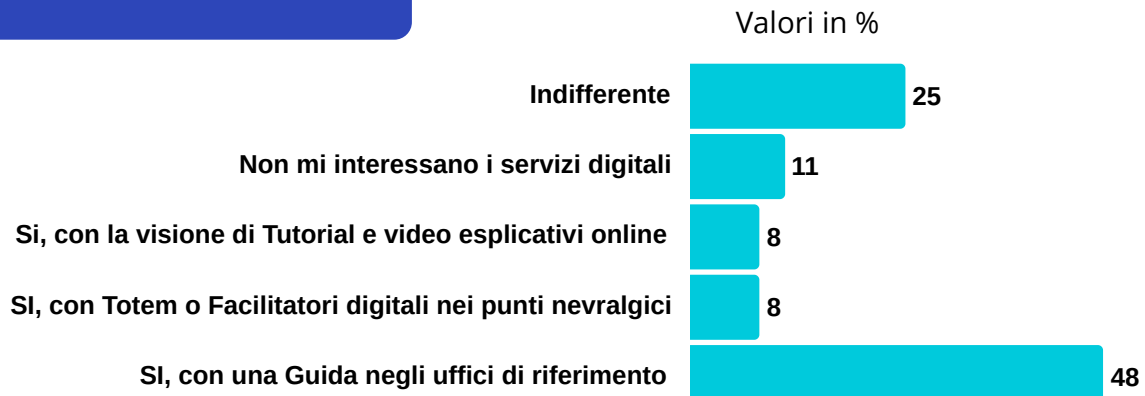 Valori in %
Indifferente 25
Non mi interessano i servizi digitali 11
Si, con la visione di Tutorial e video esplicativi online 8
SI, con Totem o Facilitatori digitali nei punti nevralgici 8
SI, con una Guida negli uffici di riferimento 48